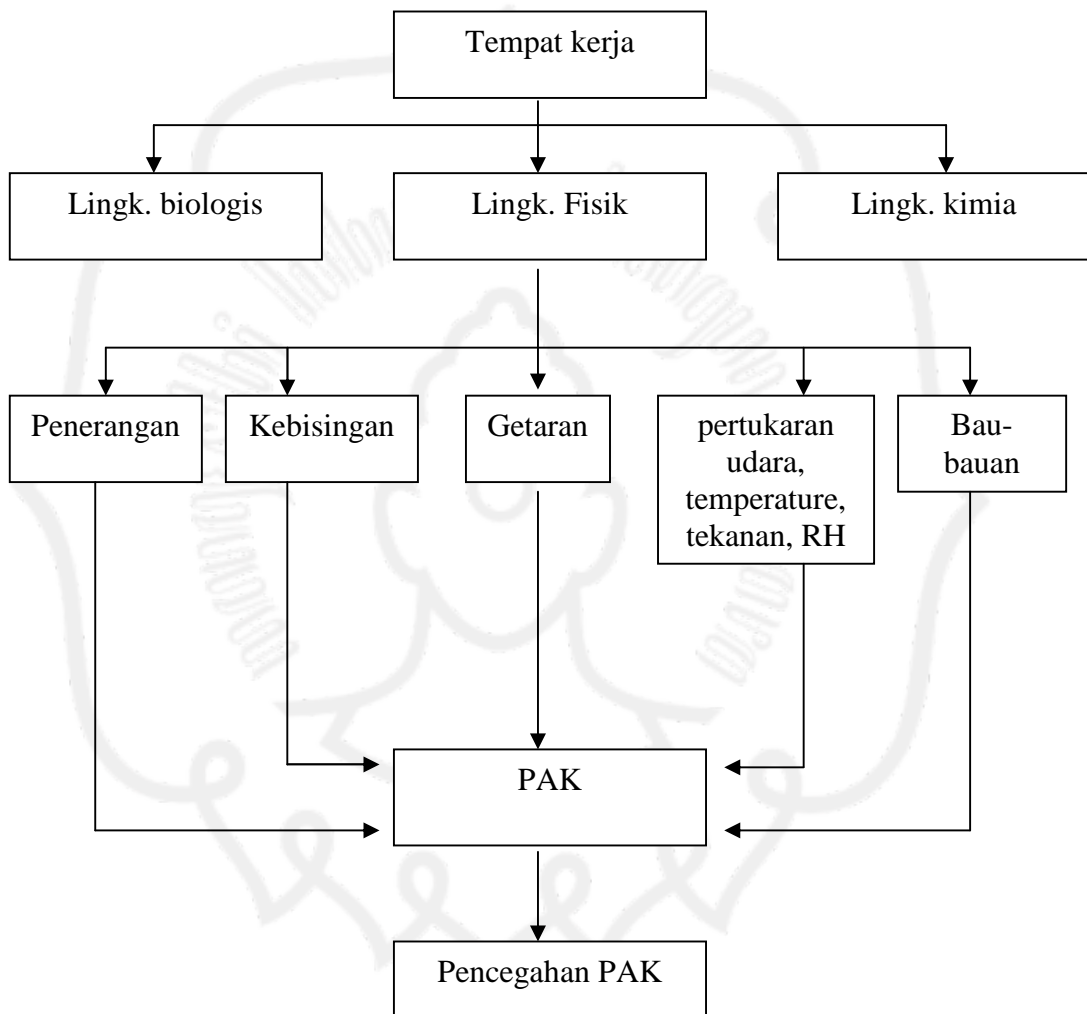 Tempat kerja
Lingk. biologis
Lingk. Fisik
Lingk. kimia
Penerangan
Kebisingan
Getaran
pertukaran
udara,
temperature,
tekanan, RH
Bau-
bauan
PAK
Pencegahan PAK